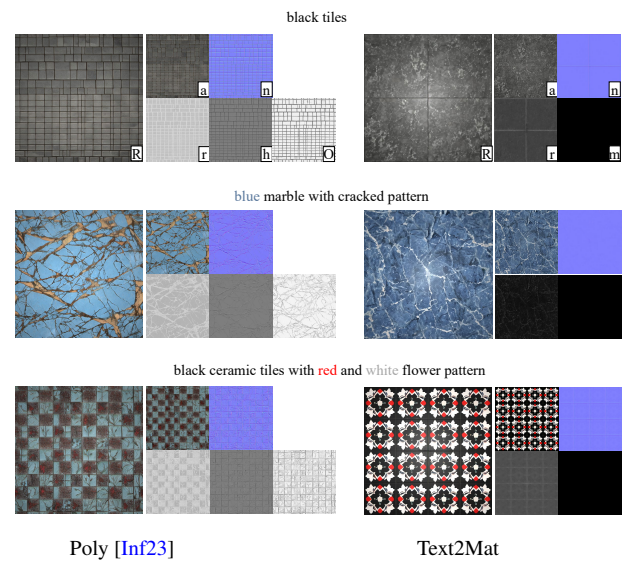 black tiles
a n
R r h O
a n
R r m
blue marble with cracked pattern
black ceramic tiles with red and white flower pattern
Poly [Inf23] Text2Mat